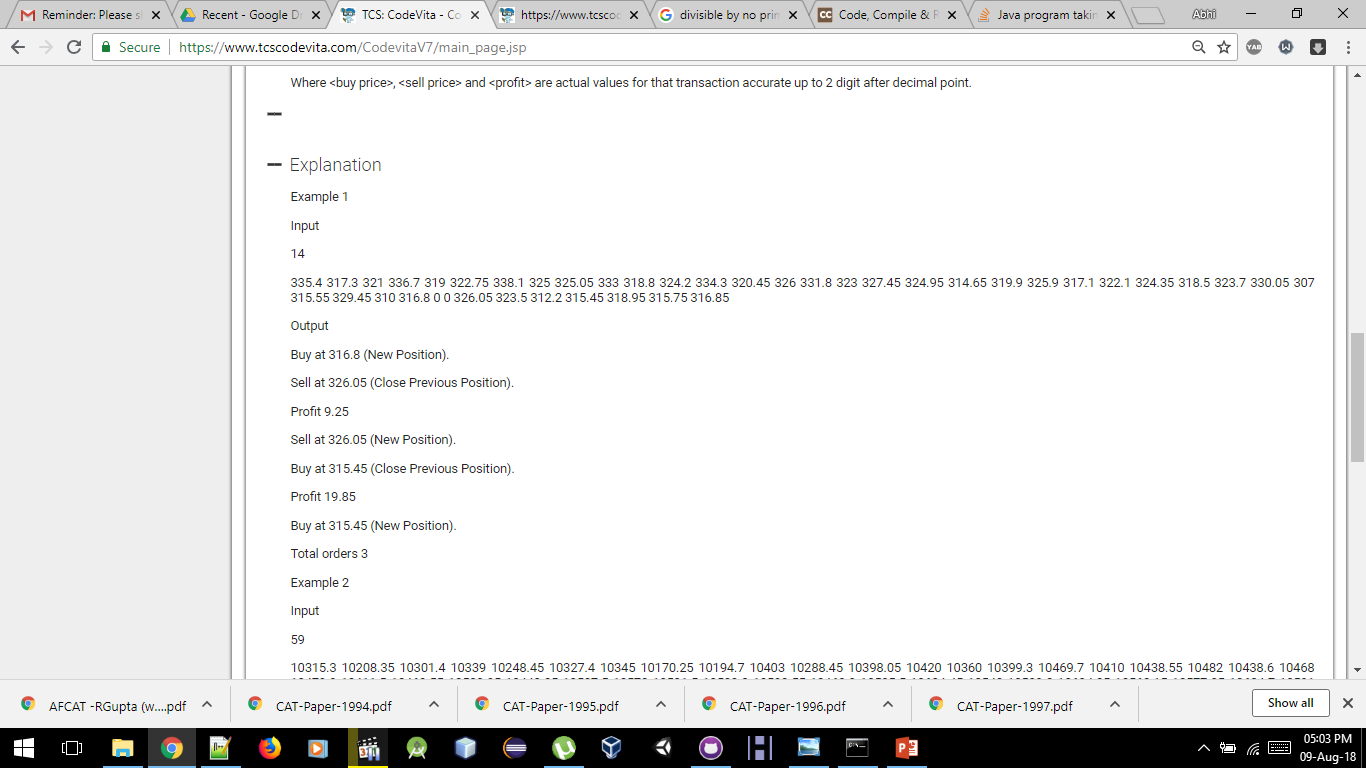 Reminder: Please s
Recent - Google Dr
TCS: CodeVita - Co
https://www.tcscoc
divisible by no prin
Code, Compile & R
Java program takin
Abhi
Secure
https://www.tcscodevita.com/CodevitaV7/main_page.jsp
YAB
Where <buy price>, <sell price> and <profit> are actual values for that transaction accurate up to 2 digit after decimal point.
Explanation
Example 1
Input
14
335.4 317.3 321 336.7 319 322.75 338.1 325 325.05 333 318.8 324.2 334.3 320.45 326 331.8 323 327.45 324.95 314.65 319.9 325.9 317.1 322.1 324.35 318.5 323.7 330.05 307
315.55 329.45 310 316.8 0 0 326.05 323.5 312.2 315.45 318.95 315.75 316.85
Output
Buy at 316.8 (New Position).
Sell at 326.05 (Close Previous Position).
Profit 9.25
Sell at 326.05 (New Position).
Buy at 315.45 (Close Previous Position).
Profit 19.85
Buy at 315.45 (New Position).
Total orders 3
Example 2
Input
59
10315.3 10208.35 10301.4 10339 10248.45 10327.4 10345 10170.25 10194.7 10403 10288.45 10398.05 10420 10360 10399.3 10469.7 10410 10438.55 10482 10438.6 10468
AFCAT -RGupta (w....pdf
CAT-Paper-1994.pdf
CAT-Paper-1995.pdf
CAT-Paper-1996.pdf
CAT-Paper-1997.pdf
Show all
05:03 PM
09-Aug-18